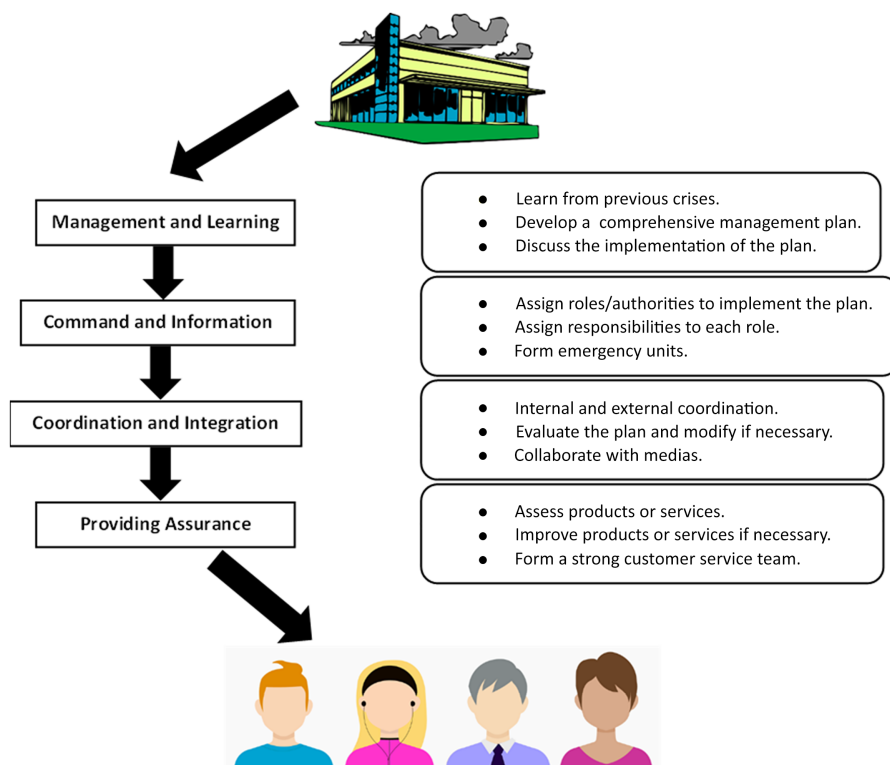 Management and Learning
● Learn from previous crises.
● Develop a comprehensive management plan.
● Discuss the implementation of the plan.
Command and Information
● Assign roles/authorities to implement the plan.
● Assign responsibilities to each role.
● Form emergency units.
Coordination and Integration
● Internal and external coordination.
● Evaluate the plan and modify if necessary.
● Collaborate with medias.
Providing Assurance
● Assess products or services.
● Improve products or services if necessary.
● Form a strong customer service team.